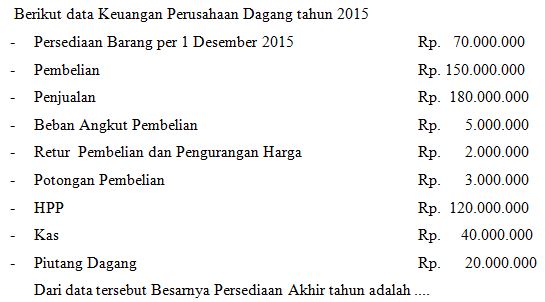 Berikut data Keuangan Perusahaan Dagang tahun 2015
- Persediaan Barang per 1 Desember 2015 Rp. 70.000.000
- Pembelian Rp. 150.000.000
- Penjualan Rp. 180.000.000
- Beban Angkut Pembelian Rp. 5.000.000
- Retur Pembelian dan Pengurangan Harga Rp. 2.000.000
- Potongan Pembelian Rp. 3.000.000
- HPP Rp. 120.000.000
- Kas Rp. 40.000.000
- Piutang Dagang Rp. 20.000.000
Dari data tersebut Besarnya Persediaan Akhir tahun adalah ....